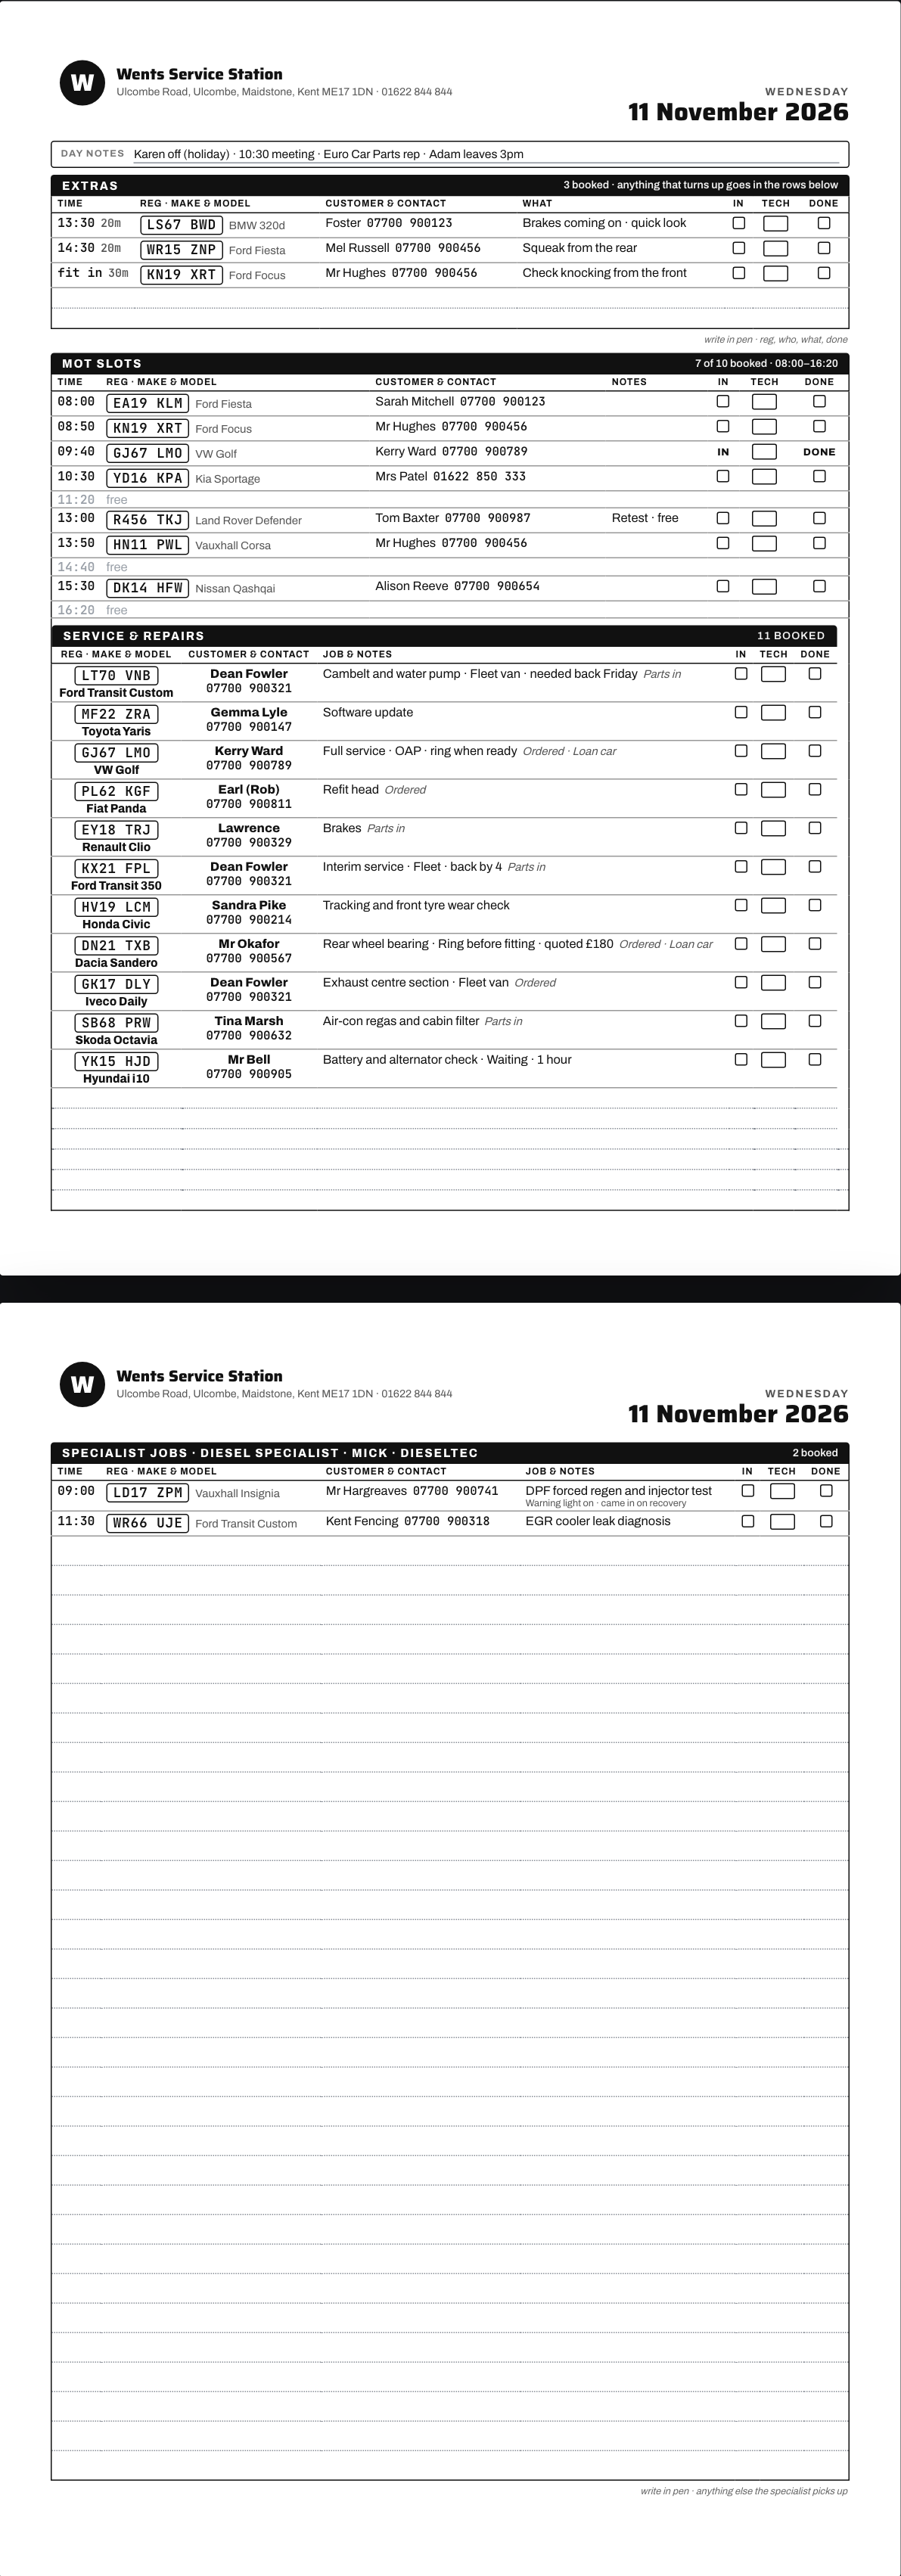 W
Wents Service Station
Ulcombe Road, Ulcombe, Maidstone, Kent ME17 1DN · 01622 844 844
WEDNESDAY
11 November 2026
DAY NOTES Karen off (holiday) · 10:30 meeting · Euro Car Parts rep · Adam leaves 3pm
EXTRAS 3 booked · anything that turns up goes in the rows below
TIME REG · MAKE & MODEL CUSTOMER & CONTACT WHAT IN TECH DONE
13:30 20m LS67 BWD BMW 320d Foster 07700 900123 Brakes coming on · quick look
14:30 20m WR15 ZNP Ford Fiesta Mel Russell 07700 900456 Squeak from the rear
fit in 30m KN19 XRT Ford Focus Mr Hughes 07700 900456 Check knocking from the front
write in pen · reg, who, what, done
MOT SLOTS 7 of 10 booked · 08:00–16:20
TIME REG · MAKE & MODEL CUSTOMER & CONTACT NOTES IN TECH DONE
08:00 EA19 KLM Ford Fiesta Sarah Mitchell 07700 900123
08:50 KN19 XRT Ford Focus Mr Hughes 07700 900456
09:40 GJ67 LMO VW Golf Kerry Ward 07700 900789 IN DONE
10:30 YD16 KPA Kia Sportage Mrs Patel 01622 850 333
11:20 free
13:00 R456 TKJ Land Rover Defender Tom Baxter 07700 900987 Retest · free
13:50 HN11 PWL Vauxhall Corsa Mr Hughes 07700 900456
14:40 free
15:30 DK14 HFW Nissan Qashqai Alison Reeve 07700 900654
16:20 free
SERVICE & REPAIRS 11 BOOKED
REG · MAKE & MODEL CUSTOMER & CONTACT JOB & NOTES IN TECH DONE
LT70 VNB Dean Fowler Cambelt and water pump · Fleet van · needed back Friday Parts in
Ford Transit Custom 07700 900321
MF22 ZRA Gemma Lyle Software update
Toyota Yaris 07700 900147
GJ67 LMO Kerry Ward Full service · OAP · ring when ready Ordered · Loan car
VW Golf 07700 900789
PL62 KGF Earl (Rob) Refit head Ordered
Fiat Panda 07700 900811
EY18 TRJ Lawrence Brakes Parts in
Renault Clio 07700 900329
KX21 FPL Dean Fowler Interim service · Fleet · back by 4 Parts in
Ford Transit 350 07700 900321
HV19 LCM Sandra Pike Tracking and front tyre wear check
Honda Civic 07700 900214
DN21 TXB Mr Okafor Rear wheel bearing · Ring before fitting · quoted £180 Ordered · Loan car
Dacia Sandero 07700 900567
GK17 DLY Dean Fowler Exhaust centre section · Fleet van Ordered
Iveco Daily 07700 900321
SB68 PRW Tina Marsh Air-con regas and cabin filter Parts in
Skoda Octavia 07700 900632
YK15 HJD Mr Bell Battery and alternator check · Waiting · 1 hour
Hyundai i10 07700 900905
W
Wents Service Station
Ulcombe Road, Ulcombe, Maidstone, Kent ME17 1DN · 01622 844 844
WEDNESDAY
11 November 2026
SPECIALIST JOBS · DIESEL SPECIALIST · MICK · DIESELTEC 2 booked
TIME REG · MAKE & MODEL CUSTOMER & CONTACT JOB & NOTES IN TECH DONE
09:00 LD17 ZPM Vauxhall Insignia Mr Hargreaves 07700 900741 DPF forced regen and injector test
Warning light on · came in on recovery
11:30 WR66 UJE Ford Transit Custom Kent Fencing 07700 900318 EGR cooler leak diagnosis
write in pen · anything else the specialist picks up